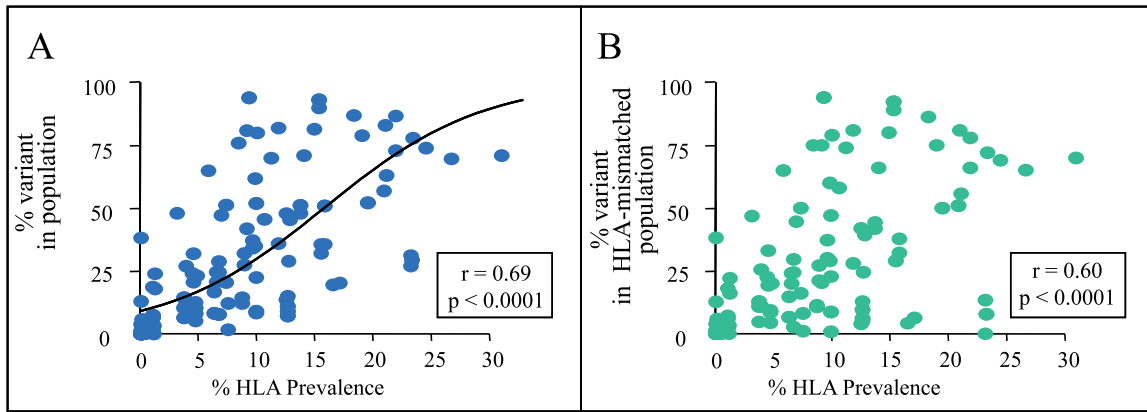 A
% variant
in population
100
75
50
25
0
0 5 10 15 20 25 30
% HLA Prevalence
r = 0.69
p < 0.0001
B
% variant
in HLA-mismatched
population
100
75
50
25
0
0 5 10 15 20 25 30
% HLA Prevalence
r = 0.60
p < 0.0001